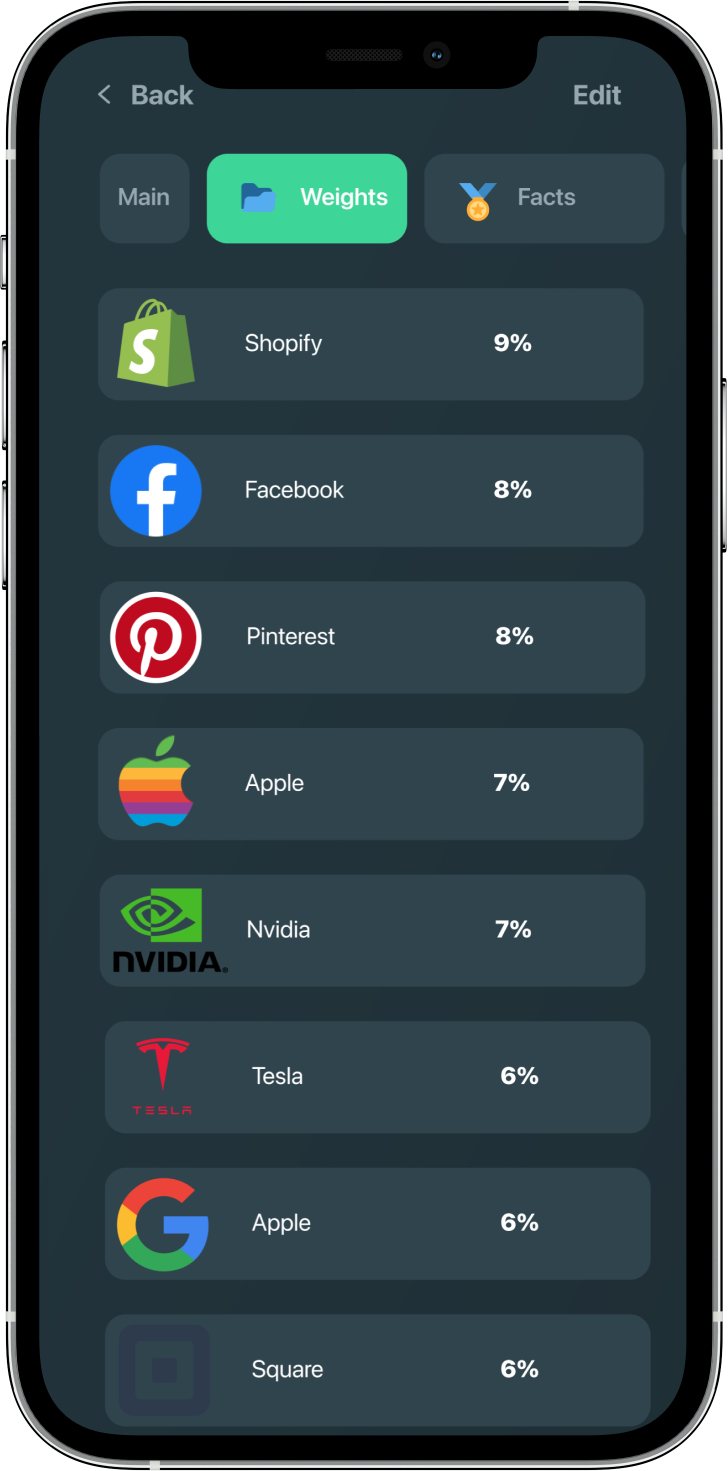 Back
Edit
Main
Weights
Facts
Shopify
9%
Facebook
8%
Pinterest
8%
Apple
7%
NVIDIA.
Nvidia
7%
TESLA
Tesla
6%
Apple
6%
Square
6%